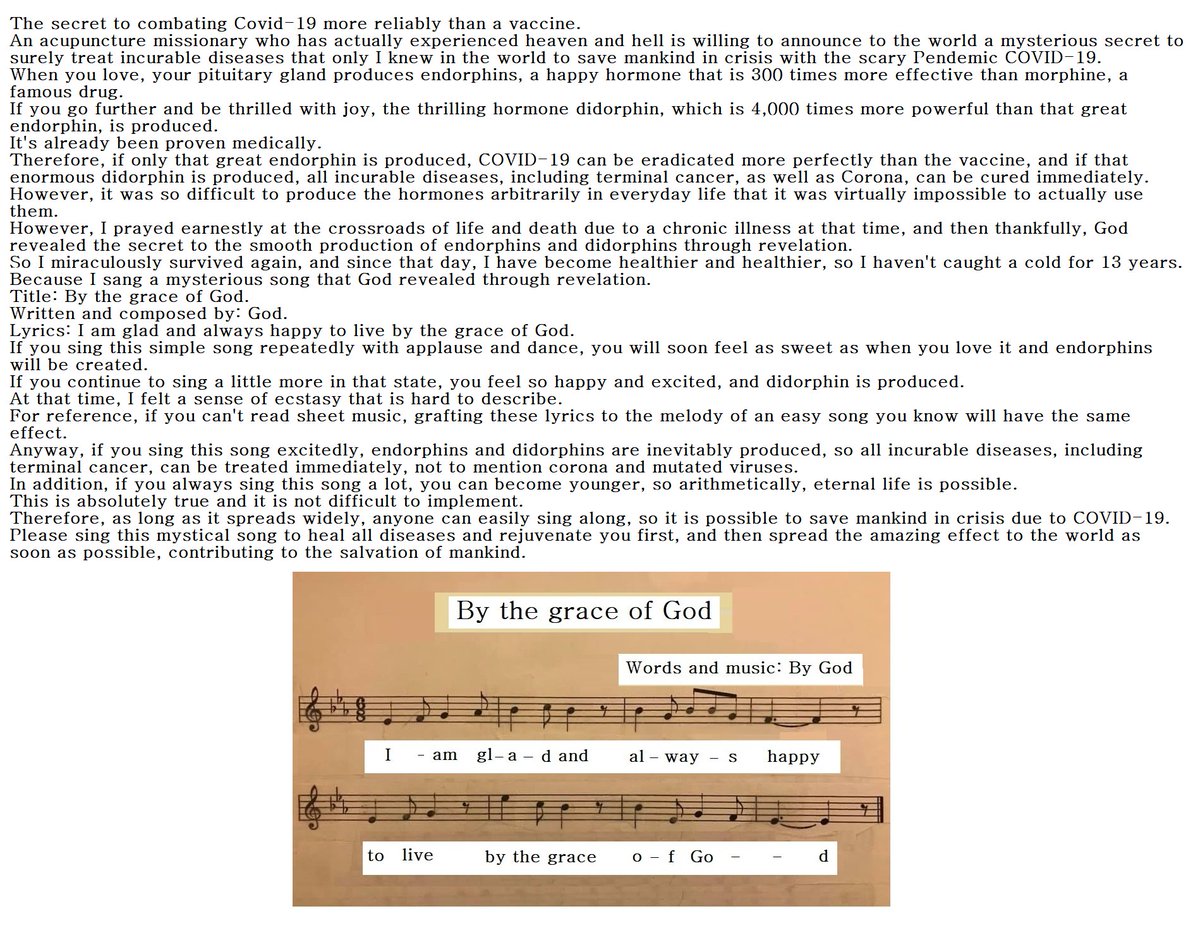 The secret to combating Covid-19 more reliably than a vaccine.
An acupuncture missionary who has actually experienced heaven and hell is willing to announce to the world a mysterious secret to
surely treat incurable diseases that only I knew in the world to save mankind in crisis with the scary Pendemic COVID-19.
When you love, your pituitary gland produces endorphins, a happy hormone that is 300 times more effective than morphine, a
famous drug.
If you go further and be thrilled with joy, the thrilling hormone didorphin, which is 4,000 times more powerful than that great
endorphin, is produced.
It's already been proven medically.
Therefore, if only that great endorphin is produced, COVID-19 can be eradicated more perfectly than the vaccine, and if that
enormous didorphin is produced, all incurable diseases, including terminal cancer, as well as Corona, can be cured immediately.
However, it was so difficult to produce the hormones arbitrarily in everyday life that it was virtually impossible to actually use
them.
However, I prayed earnestly at the crossroads of life and death due to a chronic illness at that time, and then thankfully, God
revealed the secret to the smooth production of endorphins and didorphins through revelation.
So I miraculously survived again, and since that day, I have become healthier and healthier, so I haven't caught a cold for 13 years.
Because I sang a mysterious song that God revealed through revelation.
Title: By the grace of God.
Written and composed by: God.
Lyrics: I am glad and always happy to live by the grace of God.
If you sing this simple song repeatedly with applause and dance, you will soon feel as sweet as when you love it and endorphins
will be created.
If you continue to sing a little more in that state, you feel so happy and excited, and didorphin is produced.
At that time, I felt a sense of ecstasy that is hard to describe.
For reference, if you can't read sheet music, grafting these lyrics to the melody of an easy song you know will have the same
effect.
Anyway, if you sing this song excitedly, endorphins and didorphins are inevitably produced, so all incurable diseases, including
terminal cancer, can be treated immediately, not to mention corona and mutated viruses.
In addition, if you always sing this song a lot, you can become younger, so arithmetically, eternal life is possible.
This is absolutely true and it is not difficult to implement.
Therefore, as long as it spreads widely, anyone can easily sing along, so it is possible to save mankind in crisis due to COVID-19.
Please sing this mystical song to heal all diseases and rejuvenate you first, and then spread the amazing effect to the world as
soon as possible, contributing to the salvation of mankind.
By the grace of God
Words and music: By God
6
8
I - am gl-a-d and al-way-s happy
to live by the grace o-f Go - - d